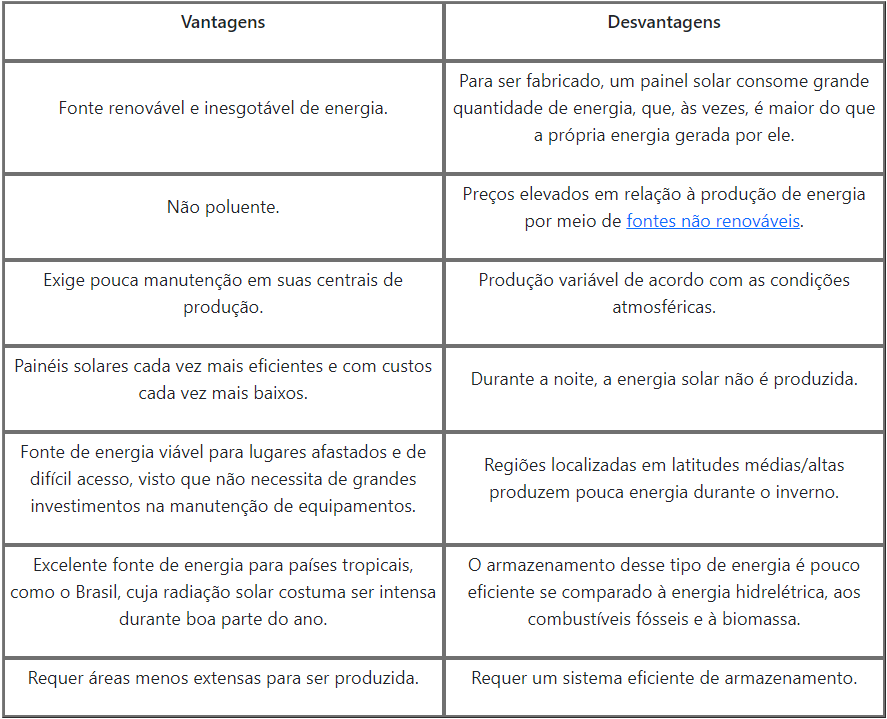 Vantagens
Desvantagens
Fonte renovável e inesgotável de energia.
Para ser fabricado, um painel solar consome grande
quantidade de energia, que, às vezes, é maior do que
a própria energia gerada por ele.
Não poluente.
Preços elevados em relação à produção de energia
por meio de fontes não renováveis.
Exige pouca manutenção em suas centrais de
produção.
Produção variável de acordo com as condições
atmosféricas.
Painéis solares cada vez mais eficientes e com custos
cada vez mais baixos.
Durante a noite, a energia solar não é produzida.
Fonte de energia viável para lugares afastados e de
difícil acesso, visto que não necessita de grandes
investimentos na manutenção de equipamentos.
Regiões localizadas em latitudes médias/altas
produzem pouca energia durante o inverno.
Excelente fonte de energia para países tropicais,
como o Brasil, cuja radiação solar costuma ser intensa
durante boa parte do ano.
O armazenamento desse tipo de energia é pouco
eficiente se comparado à energia hidrelétrica, aos
combustíveis fósseis e à biomassa.
Requer áreas menos extensas para ser produzida.
Requer um sistema eficiente de armazenamento.